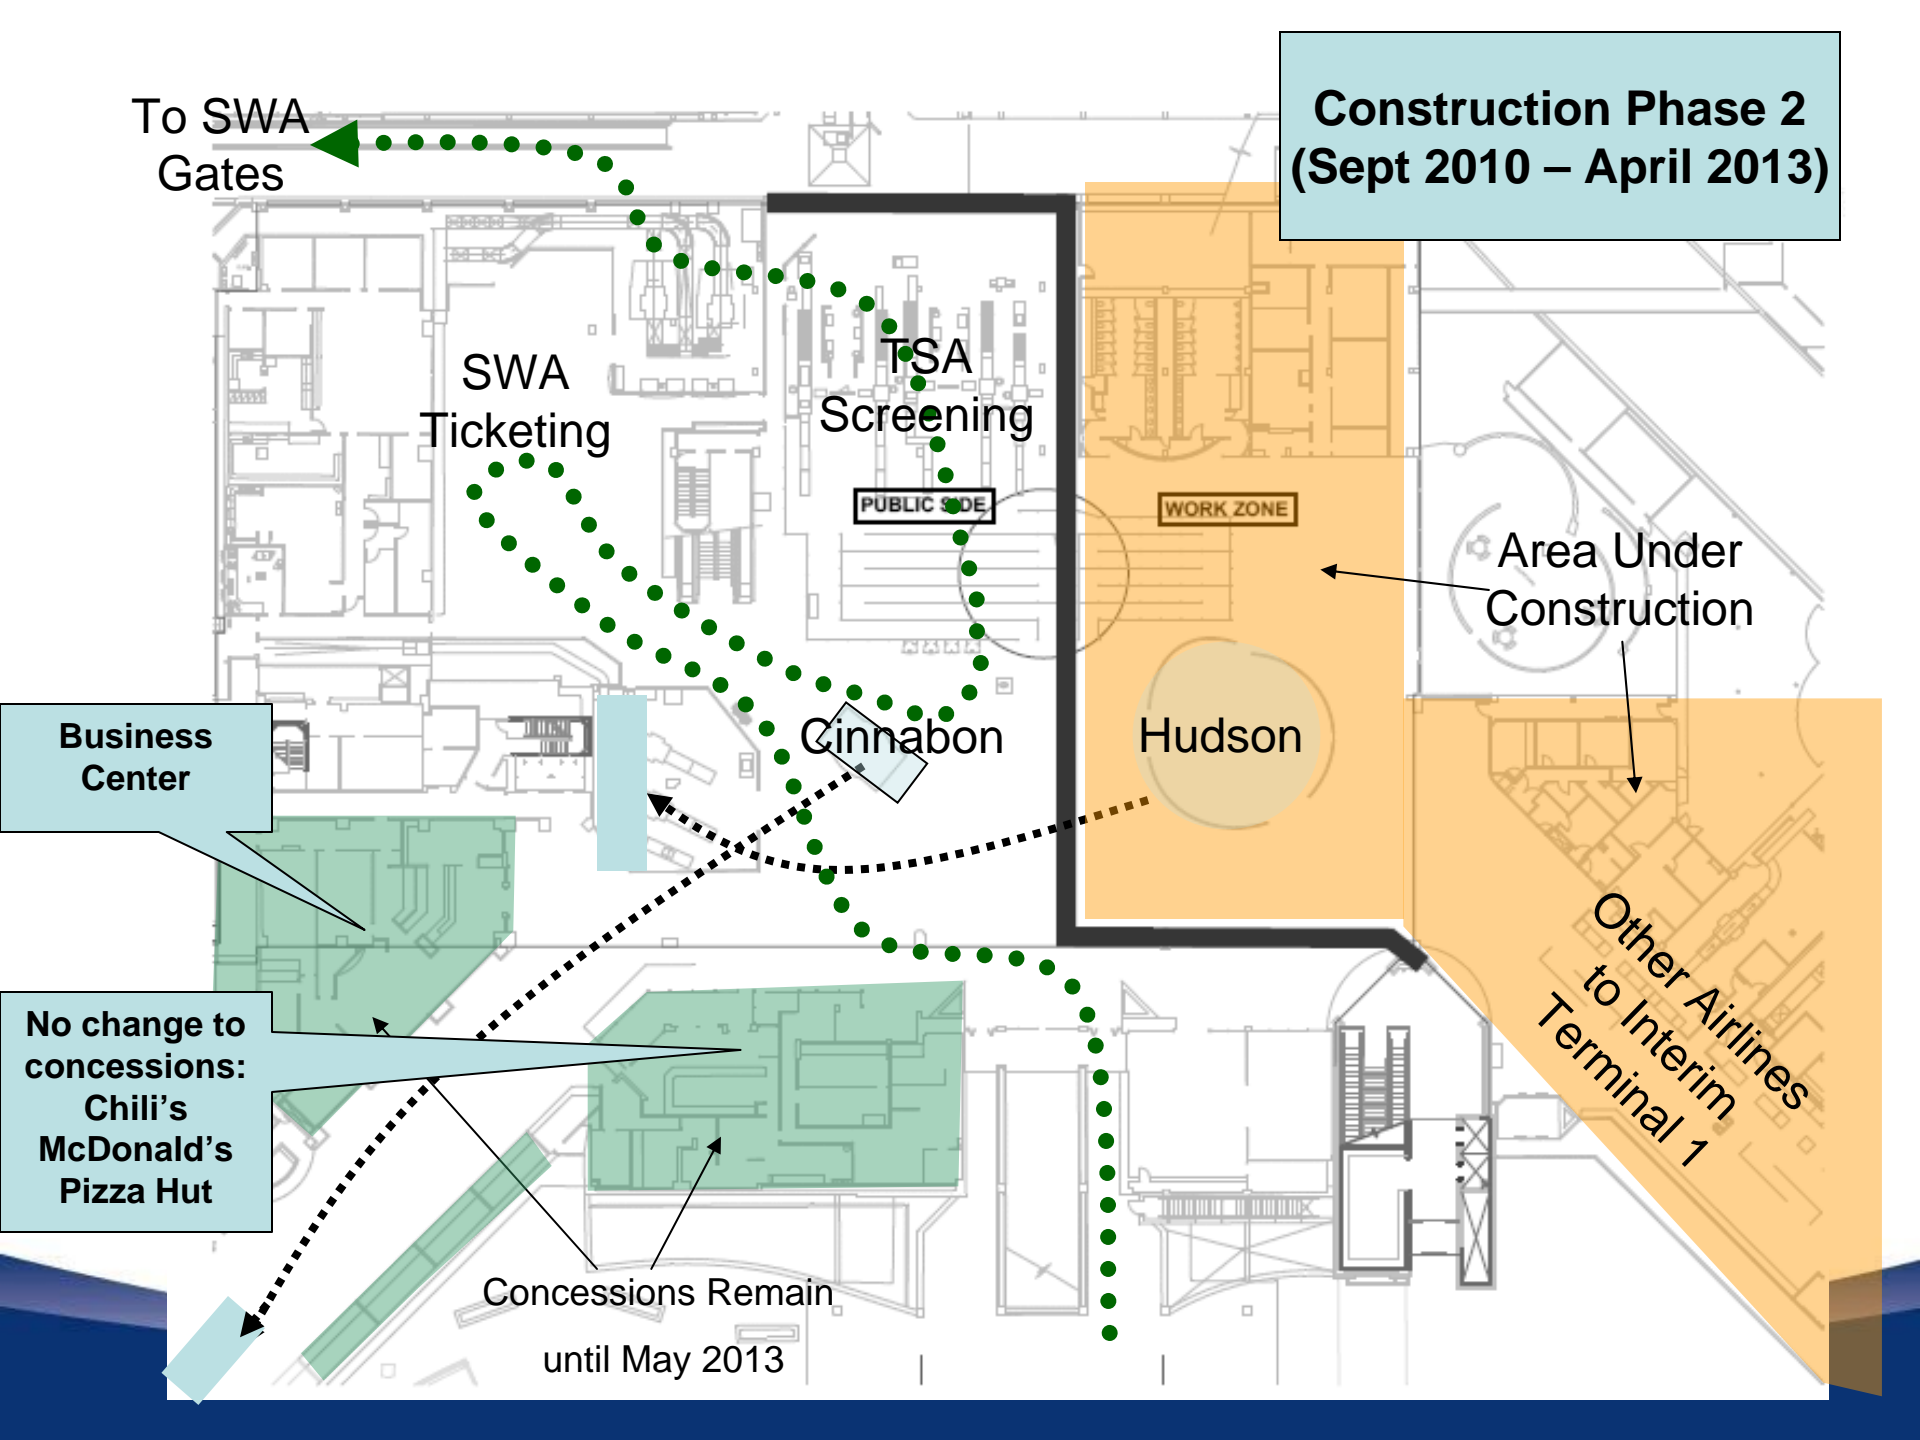 Construction Phase 2
(Sept 2010 – April 2013)
To SWA
Gates
SWA
Ticketing
TSA
Screening
PUBLIC SIDE
WORK ZONE
Area Under
Construction
Cinnabon
Hudson
Business
Center
Other Airlines
to Interim
Terminal 1
No change to
concessions:
Chili’s
McDonald’s
Pizza Hut
Concessions Remain
until May 2013